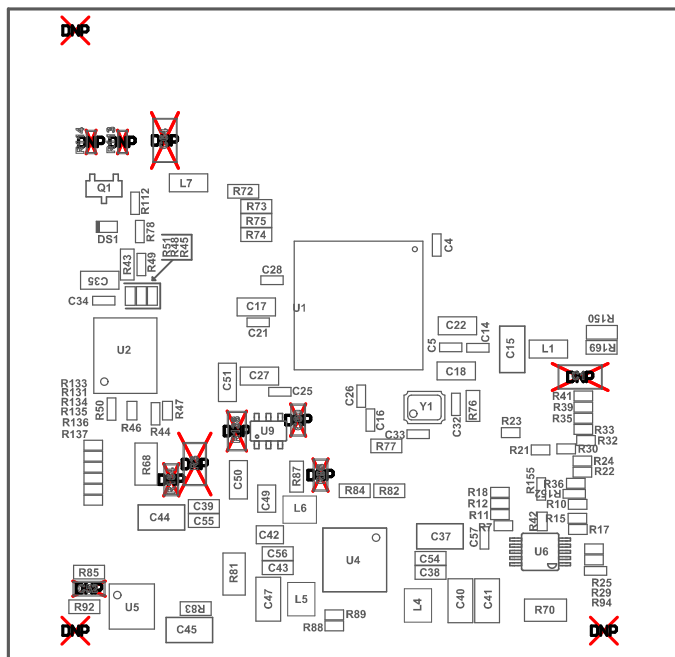 DNP
DNP
DNP
DNP
L7
Q1
R72
R112
R73
R75
R74
R78
DS1
R51
R48
R45
C4
R43
R49
C28
C35
C34
C17
U1
C21
C22
C14
R150
C5
C15
L1
R169
U2
C18
C51
C27
DNP
R133
R131
R134
R135
R136
R137
C25
C26
R41
R39
R35
R50
R46
R44
R47
C16
Y1
C32
R76
DNP
U9
DNP
C33
R23
R33
R32
R77
R21
R30
R68
DNP
DNP
C50
R87
DNP
R24
R22
R155
R36
R152
C49
R84
R82
R18
R12
R11
R10
C39
C55
C44
L6
R7
R42
R15
R17
C42
U4
C37
C57
U6
C56
C43
C54
C38
R85
DNP
R92
U5
R81
C47
L5
R25
R29
R94
R83
C45
R89
R88
L4
C40
C41
R70
DNP
DNP